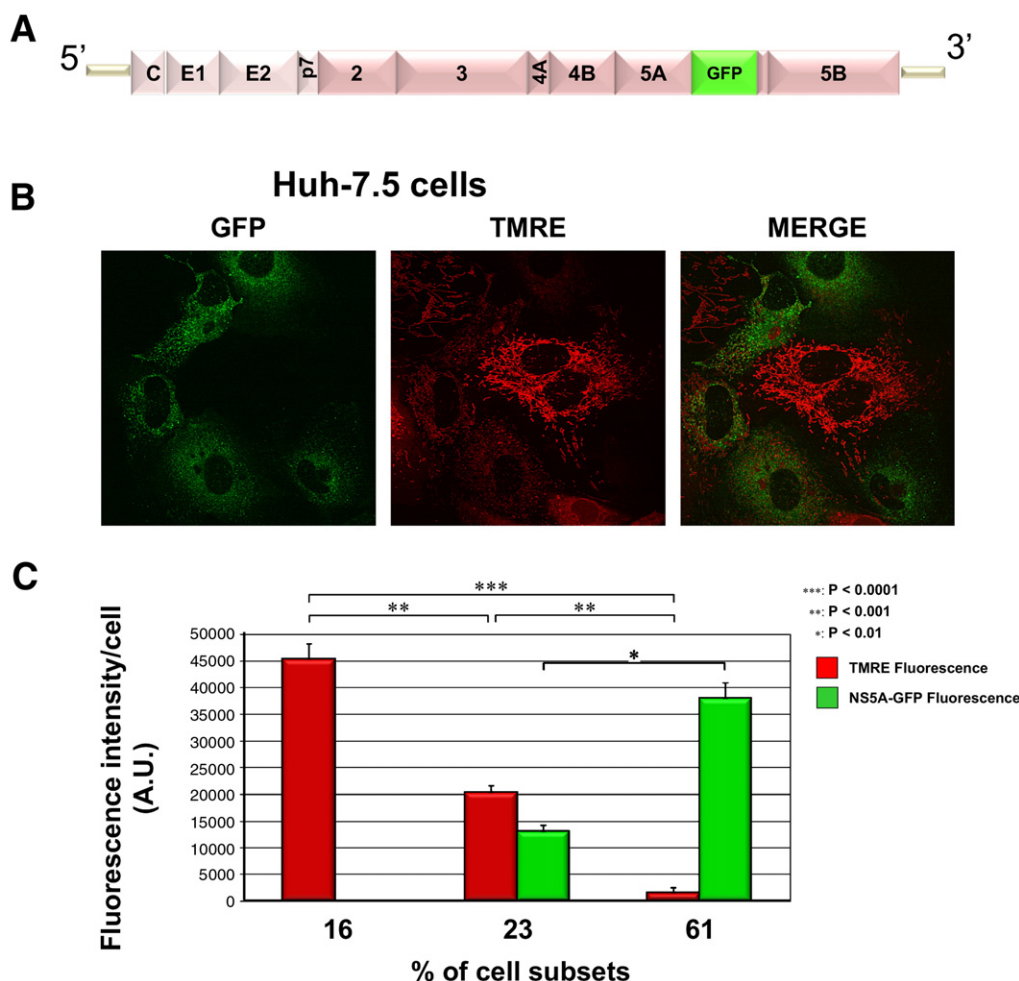 A
5’ C E1 E2 p7 2 3 4A 4B 5A GFP 5B 3’
B
Huh-7.5 cells
GFP TMRE MERGE
C
Fluorescence intensity/cell
(A.U.)
***: P < 0.0001
**: P < 0.001
*: P < 0.01
TMRE Fluorescence
NS5A-GFP Fluorescence
***
** **
*
50000
45000
40000
35000
30000
25000
20000
15000
10000
5000
0
16 23 61
% of cell subsets